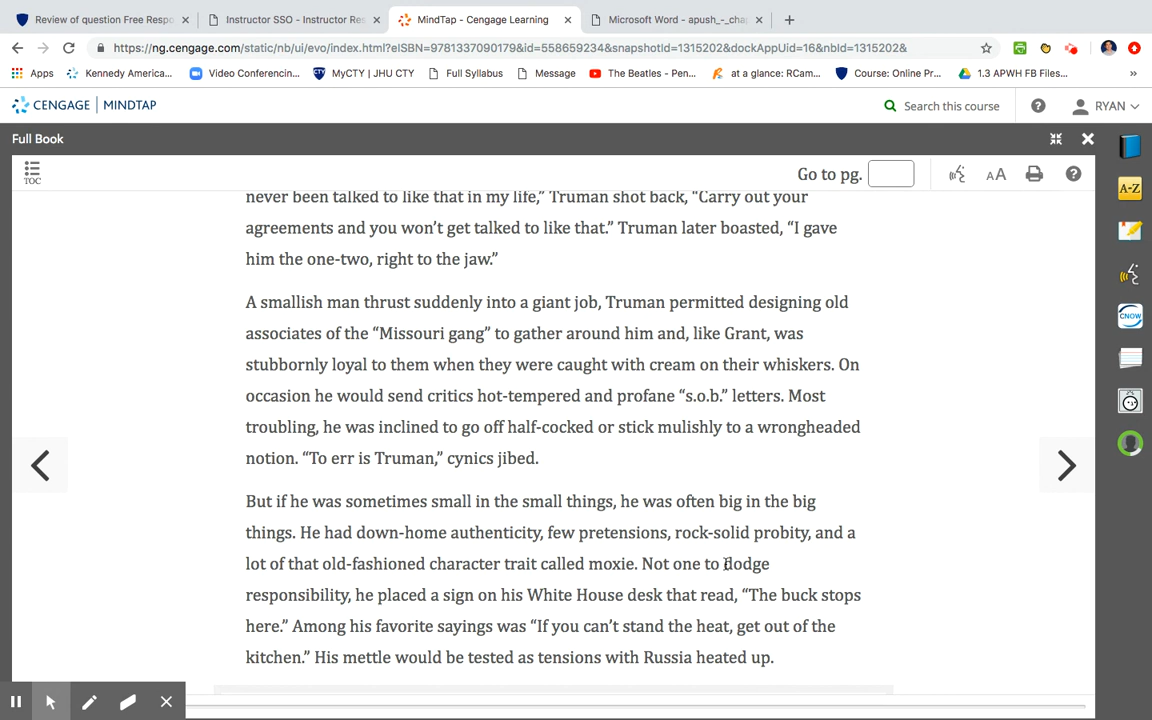 Review of question Free Respo
Instructor SSO - Instructor Res
MindTap - Cengage Learning
Microsoft Word - apush_-_cha
https://ng.cengage.com/static/nb/ui/evo/index.html?eISBN=9781337090179&id=558659234&snapshotId=1315202&dockAppUid=16&nbId=1315202&
Apps
Kennedy America...
Video Conferencin...
MyCTY | JHU CTY
Full Syllabus
Message
The Beatles - Pen...
at a glance: RCam...
Course: Online Pr...
1.3 APWH FB Files...
»
CENGAGE | MINDTAP
Search this course
RYAN
Full Book
TOC
Go to pg.
AA
A-Z
never been talked to like that in my life,” Truman shot back, “Carry out your
agreements and you won’t get talked to like that.” Truman later boasted, “I gave
him the one-two, right to the jaw.”
A smallish man thrust suddenly into a giant job, Truman permitted designing old
associates of the “Missouri gang” to gather around him and, like Grant, was
stubbornly loyal to them when they were caught with cream on their whiskers. On
occasion he would send critics hot-tempered and profane “s.o.b.” letters. Most
troubling, he was inclined to go off half-cocked or stick mulishly to a wrongheaded
notion. “To err is Truman,” cynics jibed.
But if he was sometimes small in the small things, he was often big in the big
things. He had down-home authenticity, few pretensions, rock-solid probity, and a
lot of that old-fashioned character trait called moxie. Not one to dodge
responsibility, he placed a sign on his White House desk that read, “The buck stops
here.” Among his favorite sayings was “If you can’t stand the heat, get out of the
kitchen.” His mettle would be tested as tensions with Russia heated up.
CNOW